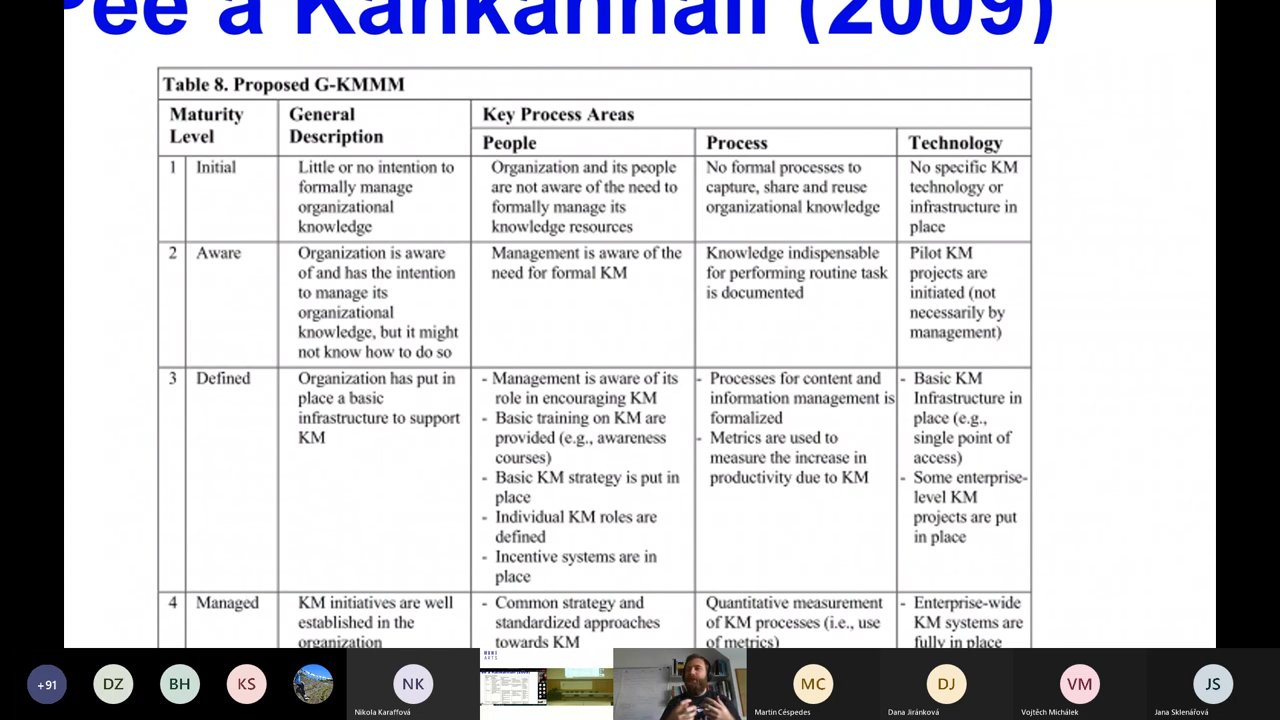 Pee a Kankanhali (2009)
Table 8. Proposed G-KMMM
Maturity Level
General Description
Key Process Areas
People
Process
Technology
1
Initial
Little or no intention to
formally manage
organizational
knowledge
Organization and its people
are not aware of the need to
formally manage its
knowledge resources
No formal processes to
capture, share and reuse
organizational knowledge
No specific KM
technology or
infrastructure in
place
2
Aware
Organization is aware
of and has the intention
to manage its
organizational
knowledge, but it might
not know how to do so
Management is aware of the
need for formal KM
Knowledge indispensable
for performing routine task
is documented
Pilot KM
projects are
initiated (not
necessarily by
management)
3
Defined
Organization has put in
place a basic
infrastructure to support
KM
- Management is aware of its
role in encouraging KM
- Basic training on KM are
provided (e.g., awareness
courses)
- Basic KM strategy is put in
place
- Individual KM roles are
defined
- Incentive systems are in
place
- Processes for content and
information management is
formalized
- Metrics are used to
measure the increase in
productivity due to KM
- Basic KM
Infrastructure in
place (e.g.,
single point of
access)
- Some enterprise-
level KM
projects are put
in place
4
Managed
KM initiatives are well
established in the
organization
- Common strategy and
standardized approaches
towards KM
Quantitative measurement
of KM processes (i.e., use
of metrics)
- Enterprise-wide
KM systems are
fully in place
+91
DZ
BH
KS
NK
Nikola Karaffová
MUNI
ARTS
MC
Martin Céspedes
DJ
Dana Jiránková
VM
Vojtěch Michálek
JS
Jana Sklenářová